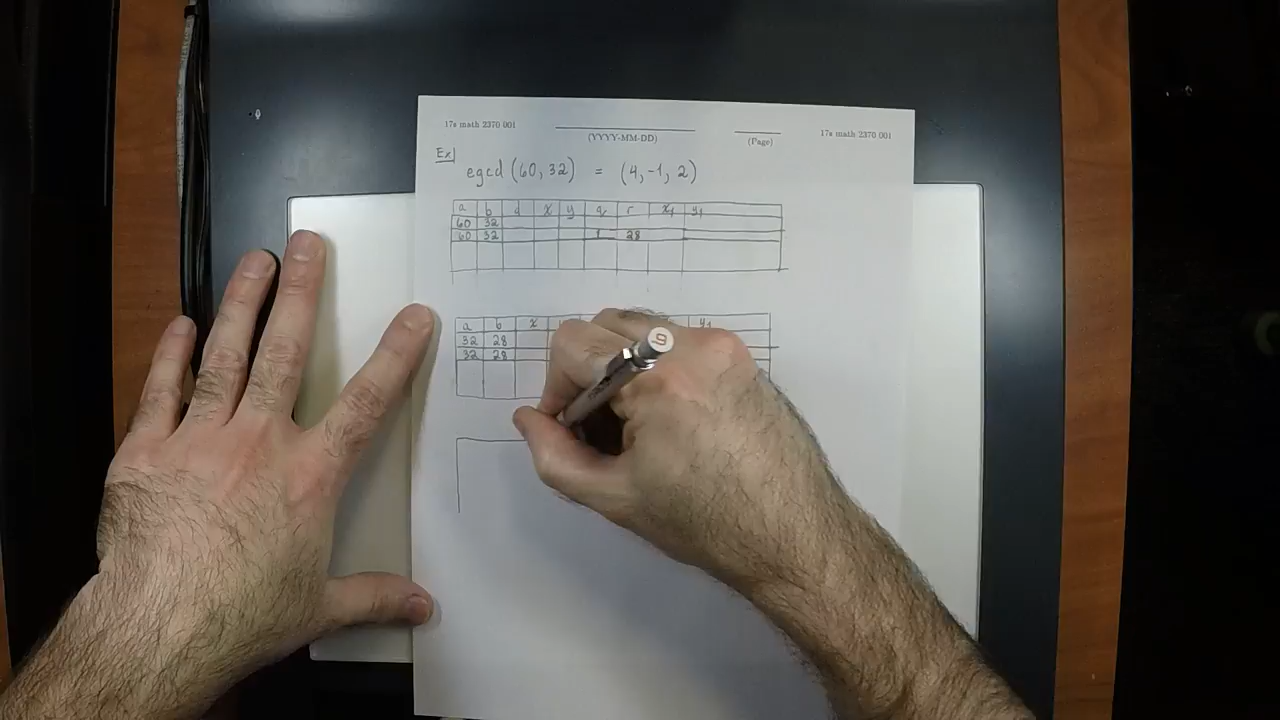 17s math 2370 001 (YYYY-MM-DD) (Page) 17s math 2370 001
Ex1
egcd (60, 32) = (4, -1, 2)
a b d x y q r x1 y1
60 32
60 32 1 28
a b x y1
32 28
32 28